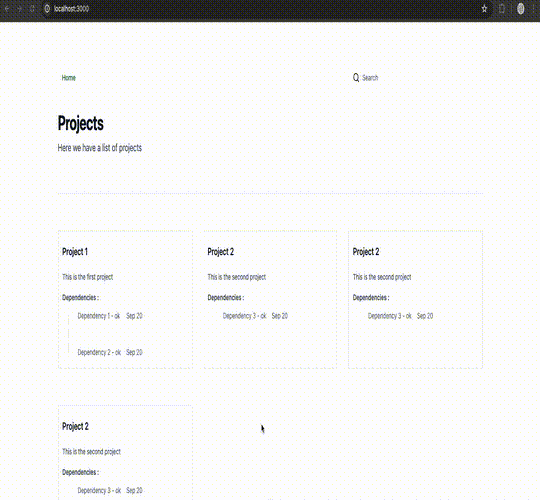 localhost:3000
Home
Search
Projects
Here we have a list of projects
Project 1
This is the first project
Dependencies :
Dependency 1 - ok Sep 20
Dependency 2 - ok Sep 20
Project 2
This is the second project
Dependencies :
Dependency 3 - ok Sep 20
Project 2
This is the second project
Dependencies :
Dependency 3 - ok Sep 20
Project 2
This is the second project
Dependencies :
Dependency 3 - ok Sep 20